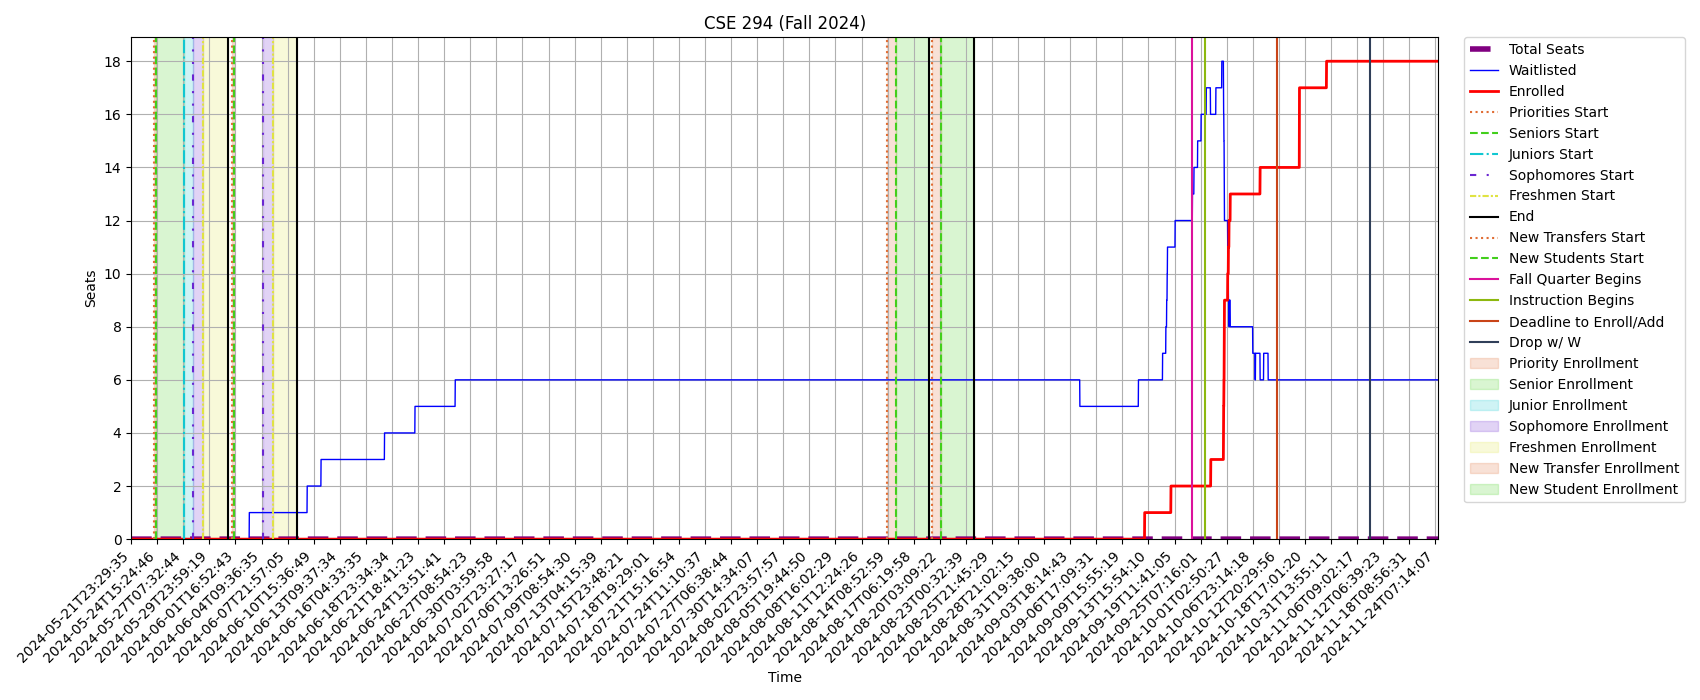 CSE 294 (Fall 2024)
Seats
18
16
14
12
10
8
6
4
2
0
2024-05-21T23:29:35
2024-05-24T15:24:46
2024-05-27T07:32:44
2024-05-29T23:59:19
2024-06-01T16:52:43
2024-06-04T09:36:35
2024-06-07T21:57:05
2024-06-10T15:36:49
2024-06-13T09:37:34
2024-06-16T04:33:35
2024-06-18T23:34:34
2024-06-21T18:41:23
2024-06-24T13:51:41
2024-06-27T08:54:23
2024-06-30T03:59:58
2024-07-02T23:27:17
2024-07-06T13:26:51
2024-07-09T08:54:30
2024-07-13T04:15:39
2024-07-15T23:48:21
2024-07-18T19:29:01
2024-07-21T15:16:54
2024-07-24T11:10:37
2024-07-27T06:38:44
2024-07-30T14:34:07
2024-08-02T23:57:57
2024-08-05T19:44:50
2024-08-08T16:02:29
2024-08-11T12:24:26
2024-08-14T08:52:59
2024-08-17T06:19:58
2024-08-20T03:09:22
2024-08-23T00:32:39
2024-08-25T21:45:29
2024-08-28T21:02:15
2024-08-31T19:38:00
2024-09-03T18:14:43
2024-09-06T17:09:31
2024-09-09T15:55:19
2024-09-13T15:54:10
2024-09-19T11:41:05
2024-09-25T07:16:01
2024-10-01T02:50:27
2024-10-06T23:14:18
2024-10-12T20:29:56
2024-10-18T17:01:20
2024-10-31T13:55:11
2024-11-06T09:02:17
2024-11-12T06:39:23
2024-11-18T08:56:31
2024-11-24T07:14:07
Time
Total Seats
Waitlisted
Enrolled
Priorities Start
Seniors Start
Juniors Start
Sophomores Start
Freshmen Start
End
New Transfers Start
New Students Start
Fall Quarter Begins
Instruction Begins
Deadline to Enroll/Add
Drop w/ W
Priority Enrollment
Senior Enrollment
Junior Enrollment
Sophomore Enrollment
Freshmen Enrollment
New Transfer Enrollment
New Student Enrollment